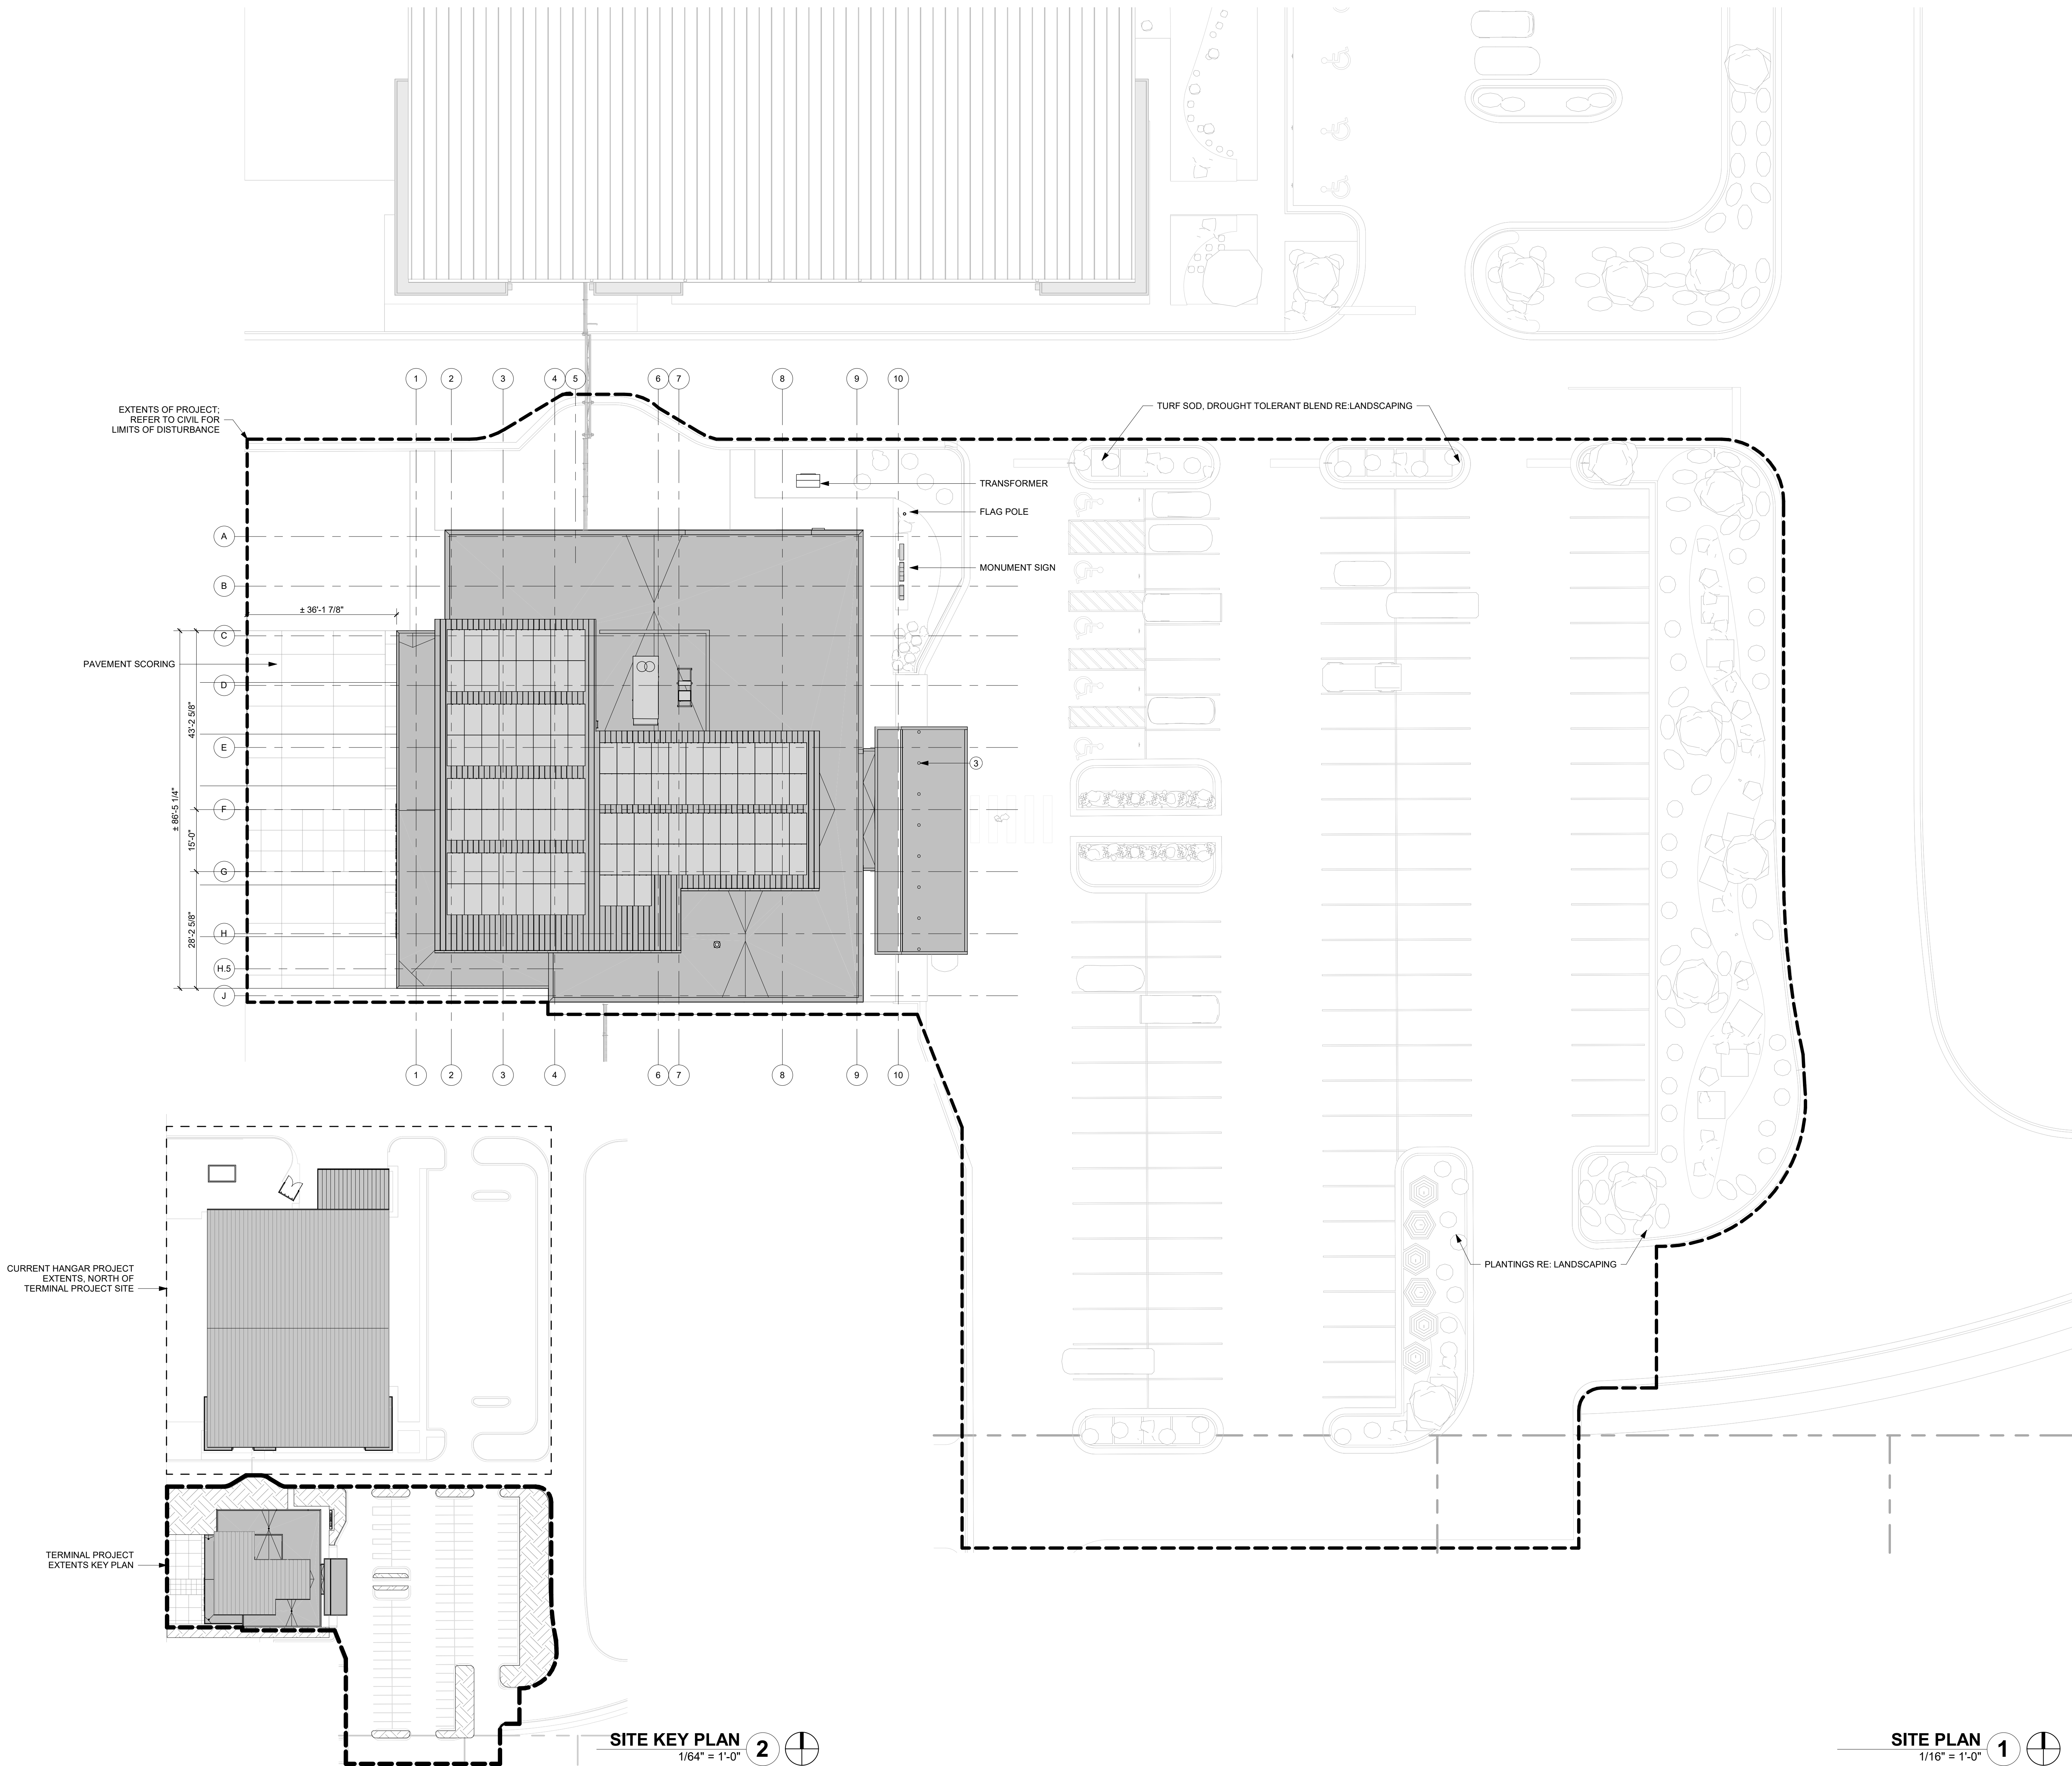 1
2
3
4
5
6
7
8
9
10
EXTENTS OF PROJECT;
REFER TO CIVIL FOR
LIMITS OF DISTURBANCE
TURF SOD, DROUGHT TOLERANT BLEND RE:LANDSCAPING
TRANSFORMER
FLAG POLE
MONUMENT SIGN
A
B
± 36'-1 7/8"
C
PAVEMENT SCORING
D
43'-2 5/8"
E
3
± 86'-5 1/4"
F
15'-0"
G
28'-2 5/8"
H
H.5
J
1
2
3
4
6
7
8
9
10
CURRENT HANGAR PROJECT
EXTENTS, NORTH OF
TERMINAL PROJECT SITE
PLANTINGS RE: LANDSCAPING
TERMINAL PROJECT
EXTENTS KEY PLAN
SITE KEY PLAN
1/64" = 1'-0"
2
SITE PLAN
1/16" = 1'-0"
1